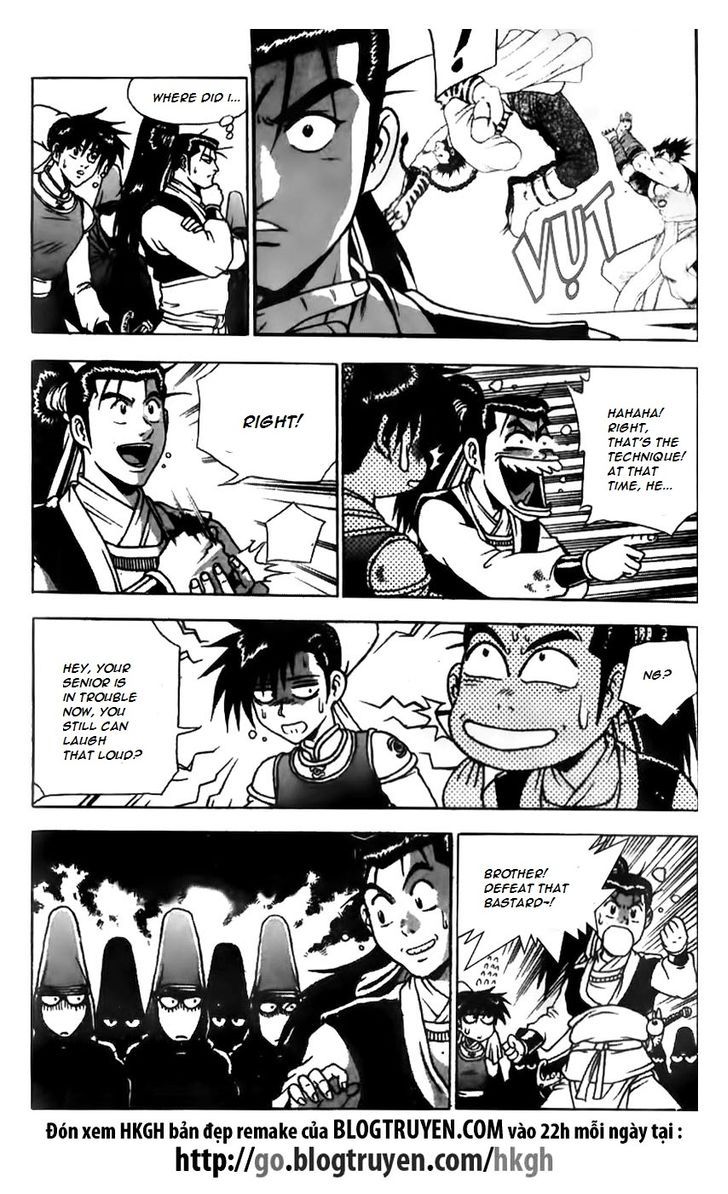 WHERE DID I...
!
VỤT
RIGHT!
HAHAHA!
RIGHT,
THAT'S THE
TECHNIQUE!
AT THAT
TIME, HE...
HEY, YOUR
SENIOR IS
IN TROUBLE
NOW, YOU
STILL CAN
LAUGH
THAT LOUD?
NG?
BROTHER!
DEFEAT THAT
BASTARD~!
Đón xem HKGH bản đẹp remake của BLOGTRUYEN.COM vào 22h mỗi ngày tại :
http://go.blogtruyen.com/hkgh